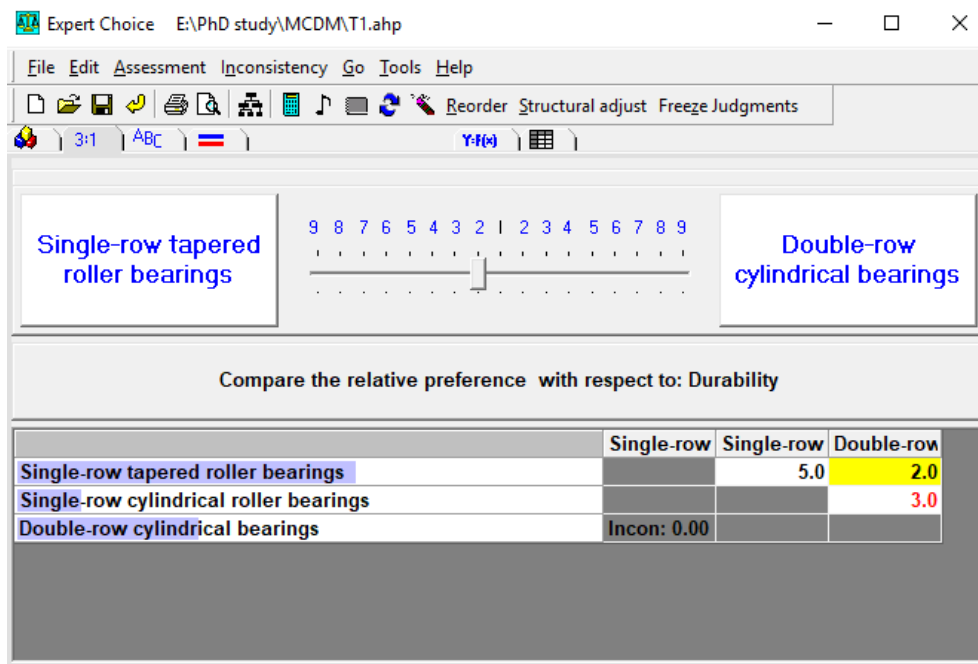 Expert Choice E:\PhD study\MCDM\T1.ahp
File Edit Assessment Inconsistency Go Tools Help
Reorder Structural adjust Freeze Judgments
3:1 ABC Y=F(x)
Single-row tapered
roller bearings
9 8 7 6 5 4 3 2 1 2 3 4 5 6 7 8 9
Double-row
cylindrical bearings
Compare the relative preference with respect to: Durability
Single-row Single-row Double-row
Single-row tapered roller bearings 5.0 2.0
Single-row cylindrical roller bearings 3.0
Double-row cylindrical bearings Incon: 0.00